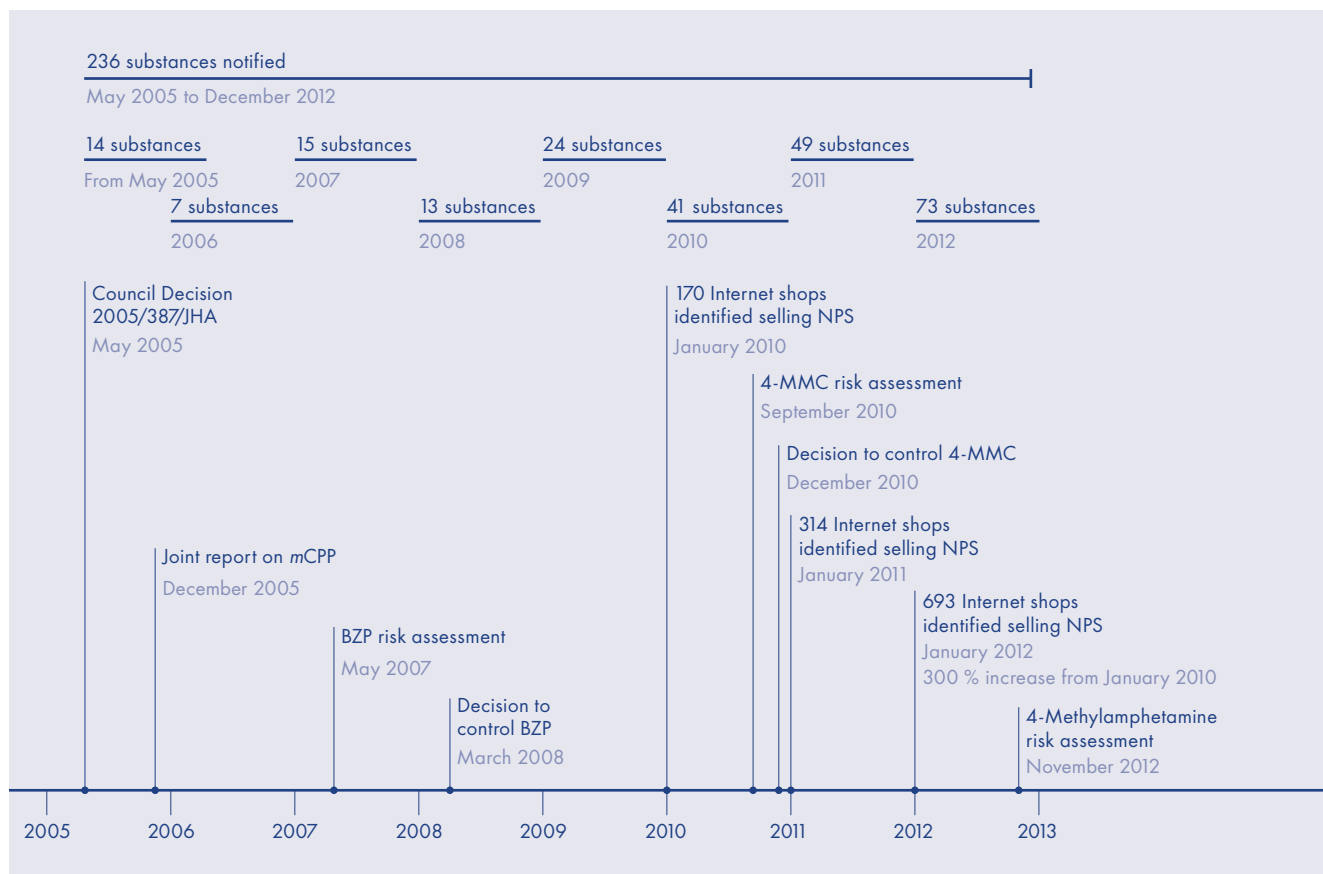 236 substances notified
May 2005 to December 2012
14 substances
From May 2005
15 substances
2007
24 substances
2009
49 substances
2011
7 substances
2006
13 substances
2008
41 substances
2010
73 substances
2012
Council Decision
2005/387/JHA
May 2005
170 Internet shops
identified selling NPS
January 2010
4-MMC risk assessment
September 2010
Decision to control 4-MMC
December 2010
314 Internet shops
identified selling NPS
January 2011
Joint report on mCPP
December 2005
693 Internet shops
identified selling NPS
January 2012
300 % increase from January 2010
BZP risk assessment
May 2007
Decision to
control BZP
March 2008
4-Methylamphetamine
risk assessment
November 2012
2005 2006 2007 2008 2009 2010 2011 2012 2013